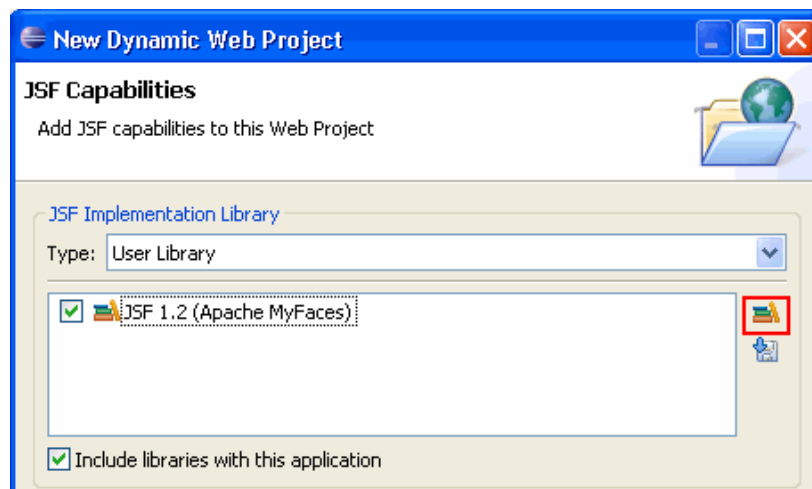 New Dynamic Web Project
JSF Capabilities
Add JSF capabilities to this Web Project
JSF Implementation Library
Type: User Library
JSF 1.2 (Apache MyFaces)
Include libraries with this application